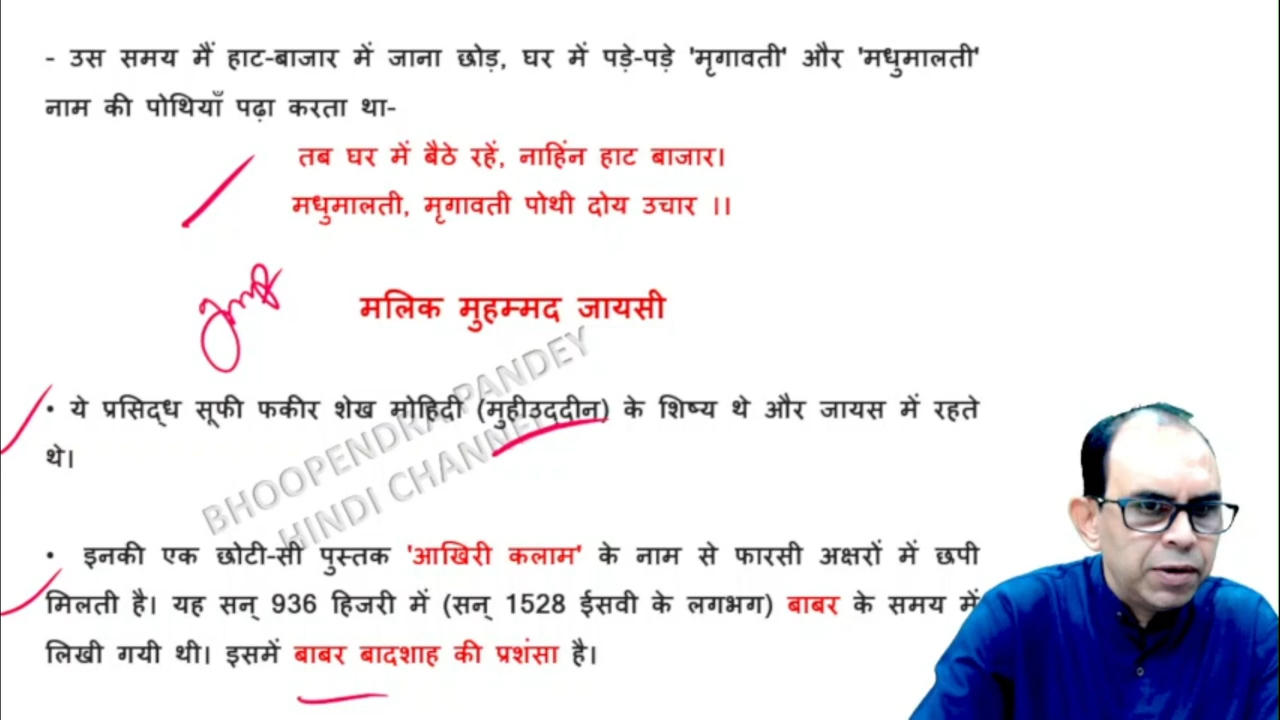 - उस समय मैं हाट-बाजार में जाना छोड़, घर में पड़े-पड़े 'मृगावती' और 'मधुमालती'
नाम की पोथियाँ पढ़ा करता था-
तब घर में बैठे रहें, नाहिंन हाट बाजार।
मधुमालती, मृगावती पोथी दोय उचार ।।
Imp
मलिक मुहम्मद जायसी
• ये प्रसिद्ध सूफी फकीर शेख मोहिदी (मुहीउद्दीन) के शिष्य थे और जायस में रहते
थे।
• इनकी एक छोटी-सी पुस्तक 'आखिरी कलाम' के नाम से फारसी अक्षरों में छपी
मिलती है। यह सन् 936 हिजरी में (सन् 1528 ईसवी के लगभग) बाबर के समय में
लिखी गयी थी। इसमें बाबर बादशाह की प्रशंसा है।
BHOOPENDRA PANDEY
HINDI CHANNEL